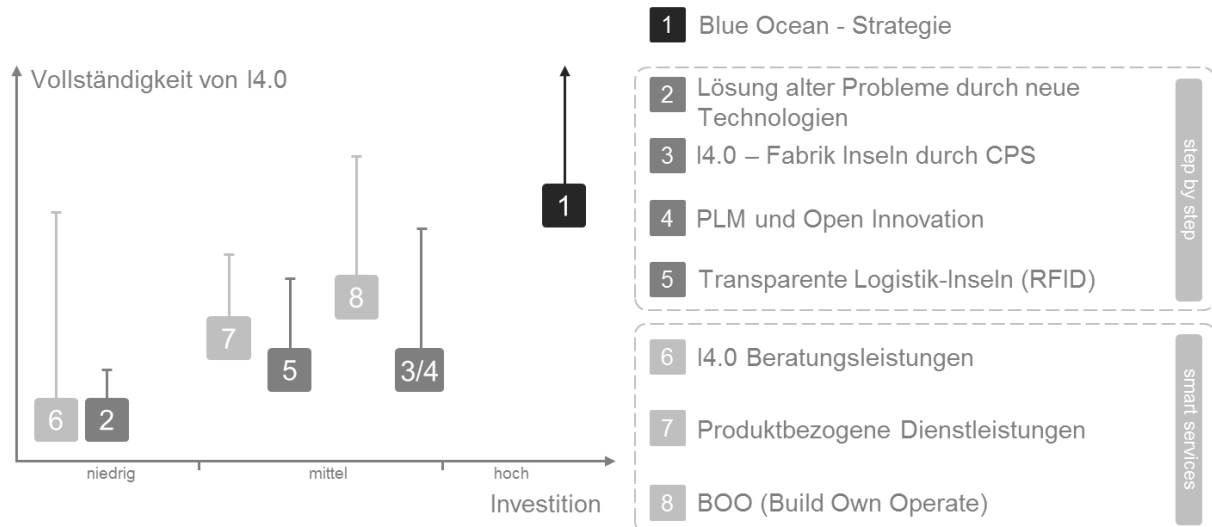 Vollständigkeit von I4.0
6
2
7
5
8
3/4
1
niedrig
mittel
hoch
Investition
1 Blue Ocean - Strategie
2 Lösung alter Probleme durch neue
Technologien
3 I4.0 – Fabrik Inseln durch CPS
4 PLM und Open Innovation
5 Transparente Logistik-Inseln (RFID)
step by step
6 I4.0 Beratungsleistungen
7 Produktbezogene Dienstleistungen
8 BOO (Build Own Operate)
smart services